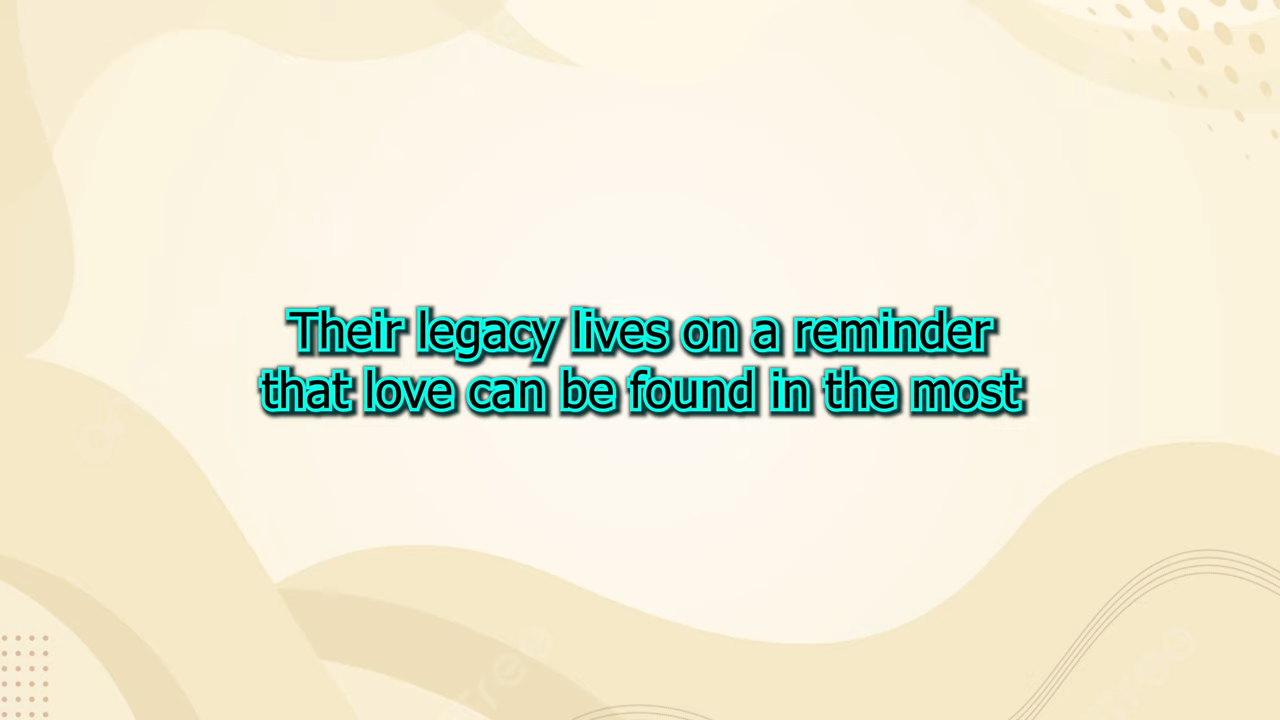 Their legacy lives on a reminder
that love can be found in the most